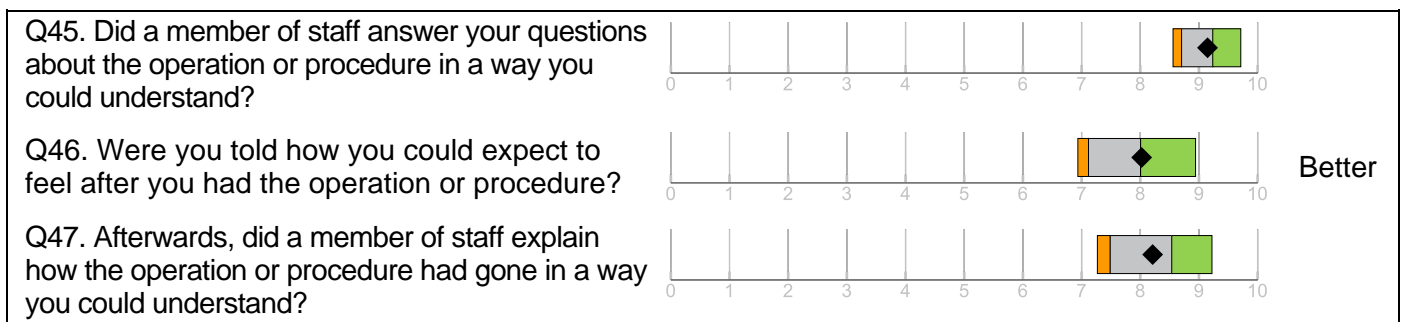 Q45. Did a member of staff answer your questions
about the operation or procedure in a way you
could understand?
0 1 2 3 4 5 6 7 8 9 10
Q46. Were you told how you could expect to
feel after you had the operation or procedure?
Better
0 1 2 3 4 5 6 7 8 9 10
Q47. Afterwards, did a member of staff explain
how the operation or procedure had gone in a way
you could understand?
0 1 2 3 4 5 6 7 8 9 10